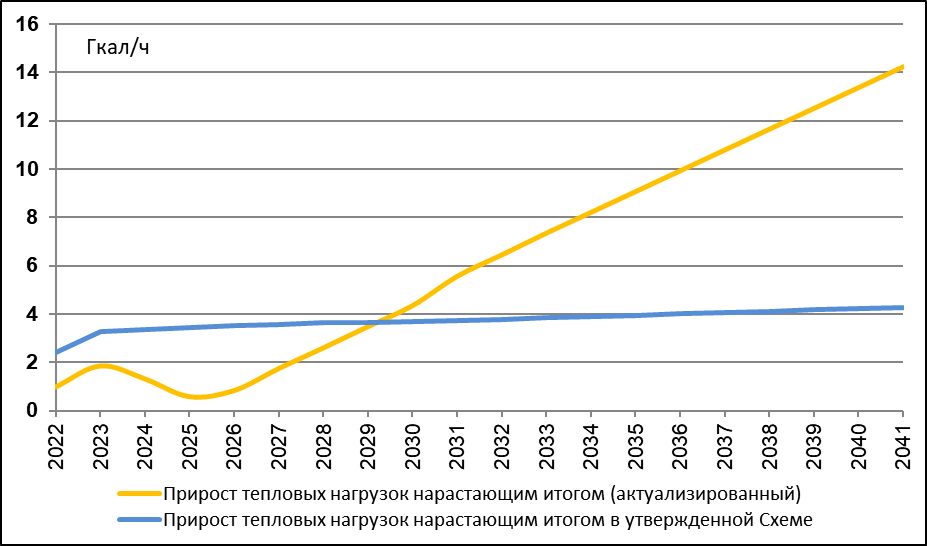 16
Гкал/ч
14
12
10
8
6
4
2
0
2022 2023 2024 2025 2026 2027 2028 2029 2030 2031 2032 2033 2034 2035 2036 2037 2038 2039 2040 2041
Прирост тепловых нагрузок нарастающим итогом (актуализированный)
Прирост тепловых нагрузок нарастающим итогом в утвержденной Схеме